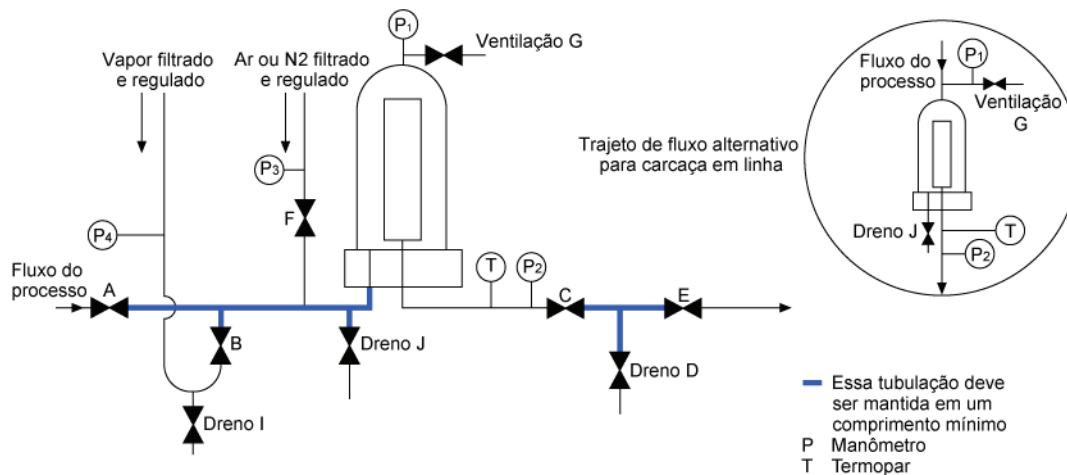 P1
Ventilação G
Vapor filtrado
e regulado
Ar ou N2 filtrado
e regulado
P3
F
P4
Fluxo do
processo
A
B
Dreno I
Dreno J
T
P2
C
E
Dreno D
Fluxo do
processo
P1
Ventilação
G
Trajeto de fluxo alternativo
para carcaça em linha
Dreno J
T
P2
Essa tubulação deve
ser mantida em um
comprimento mínimo
P Manômetro
T Termopar